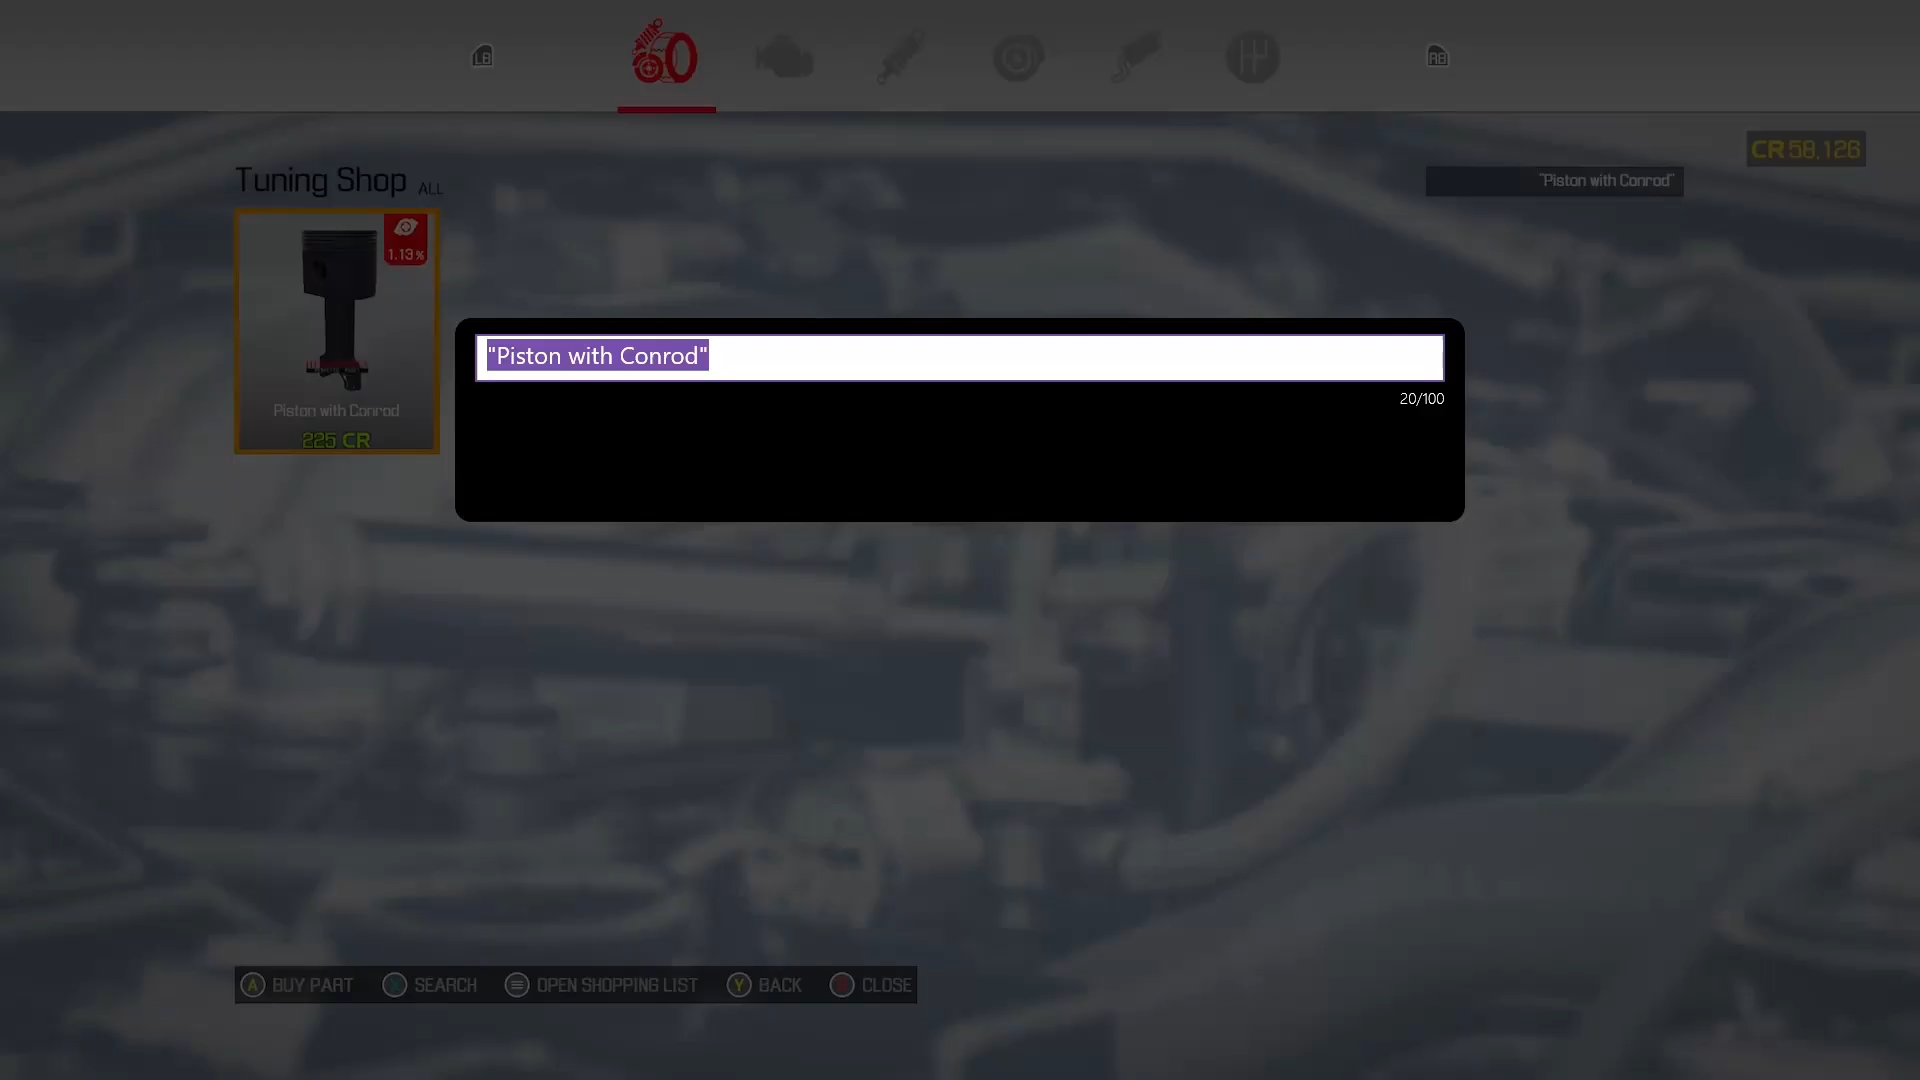 LB
RB
CR 58,126
Tuning Shop ALL
"Piston with Conrod"
1.13%
"Piston with Conrod"
20/100
Piston with Conrod
225 CR
A BUY PART X SEARCH OPEN SHOPPING LIST Y BACK B CLOSE